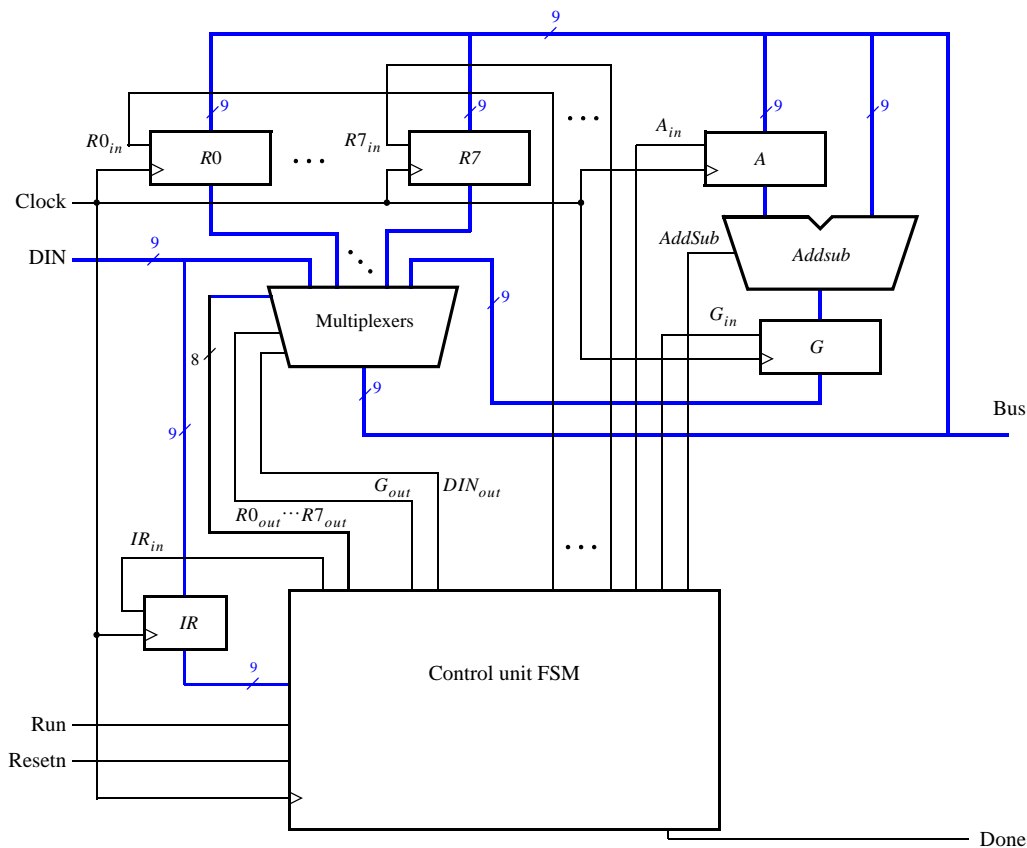 9
9
9
9
9
R0in
R0
• • •
R7in
R7
• • •
Ain
A
Clock
AddSub
Addsub
DIN
9
Multiplexers
9
Gin
G
8
9
Bus
9
Gout
DINout
R0out⋯R7out
IRin
• • •
IR
9
Control unit FSM
Run
Resetn
Done